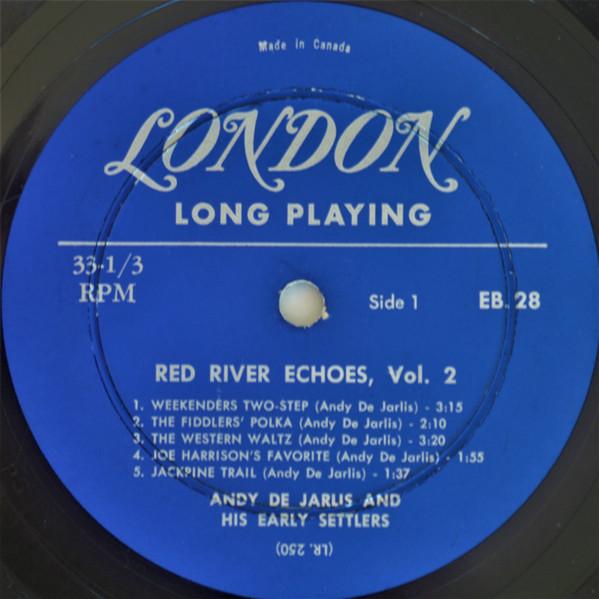 Made in Canada
LONDON
LONG PLAYING
33-1/3
RPM
Side 1
EB. 28
RED RIVER ECHOES, Vol. 2
1. WEEKENDERS TWO-STEP (Andy De Jarlis) - 3:15
2. THE FIDDLERS' POLKA (Andy De Jarlis) - 2:10
3. THE WESTERN WALTZ (Andy De Jarlis) - 3:20
4. JOE HARRISON'S FAVORITE (Andy De Jarlis) - 1:55
5. JACKPINE TRAIL (Andy De Jarlis) - 1:37
ANDY DE JARLIS AND
HIS EARLY SETTLERS
(LR. 250)